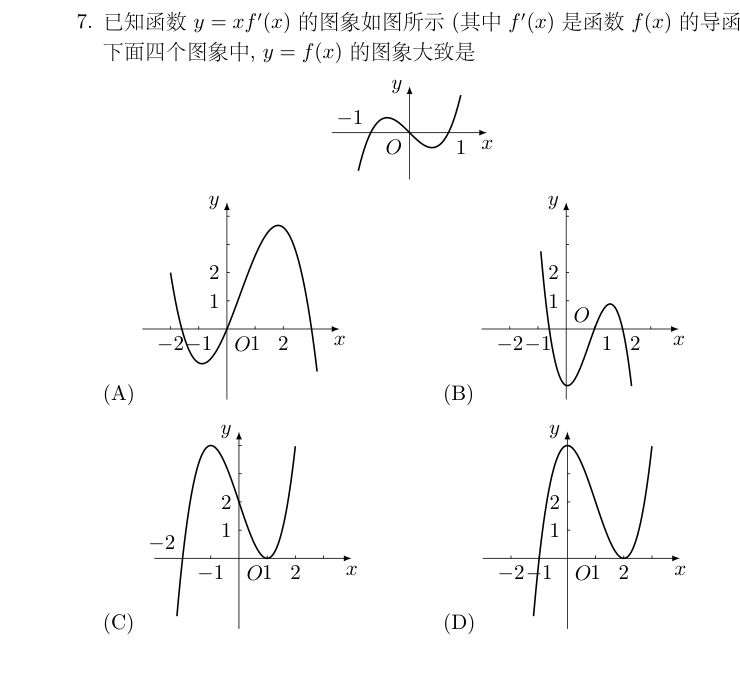 7. 已知函数 y = xf′(x) 的图象如图所示 (其中 f′(x) 是函数 f(x) 的导函
下面四个图象中, y = f(x) 的图象大致是
y
−1
O 1 x
y
2
1
−2 −1 O 1 2 x
(A)
y
2
1
O
−2 −1 1 2 x
(B)
y
2
1
−2
−1 O 1 2 x
(C)
y
2
1
−2 −1 O 1 2 x
(D)